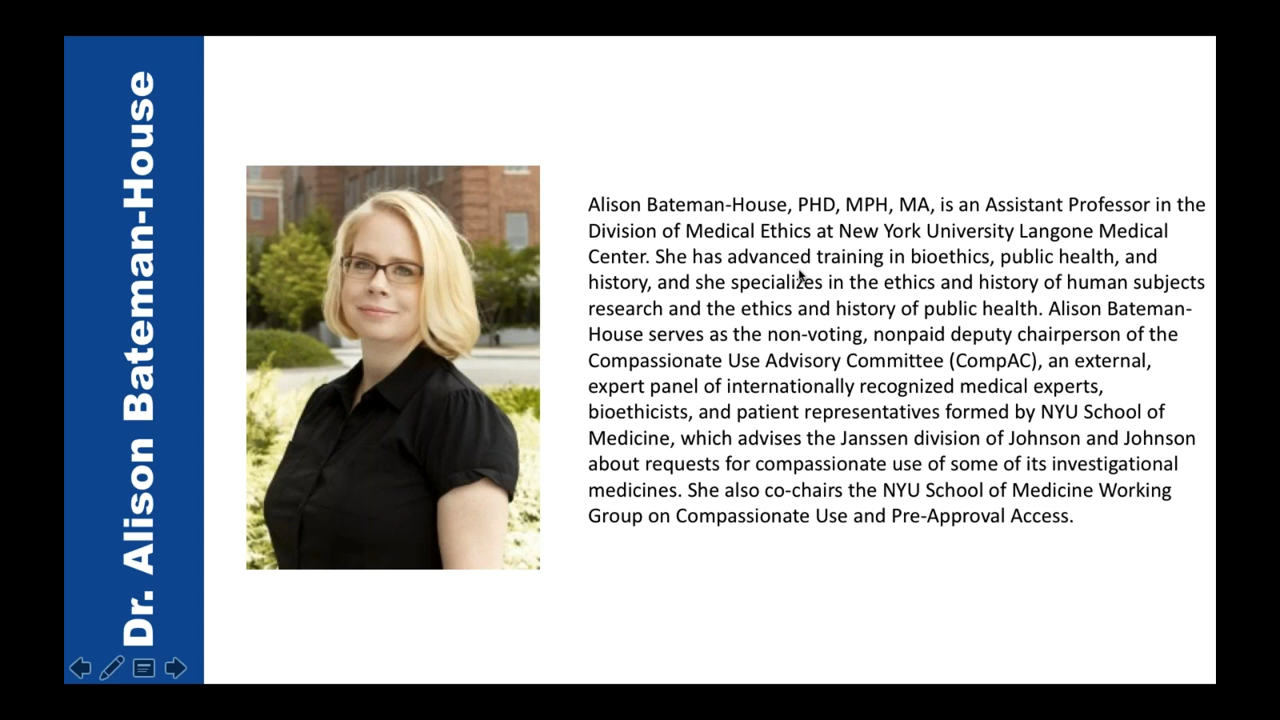 Dr. Alison Bateman-House
Alison Bateman-House, PHD, MPH, MA, is an Assistant Professor in the
Division of Medical Ethics at New York University Langone Medical
Center. She has advanced training in bioethics, public health, and
history, and she specializes in the ethics and history of human subjects
research and the ethics and history of public health. Alison Bateman-
House serves as the non-voting, nonpaid deputy chairperson of the
Compassionate Use Advisory Committee (CompAC), an external,
expert panel of internationally recognized medical experts,
bioethicists, and patient representatives formed by NYU School of
Medicine, which advises the Janssen division of Johnson and Johnson
about requests for compassionate use of some of its investigational
medicines. She also co-chairs the NYU School of Medicine Working
Group on Compassionate Use and Pre-Approval Access.